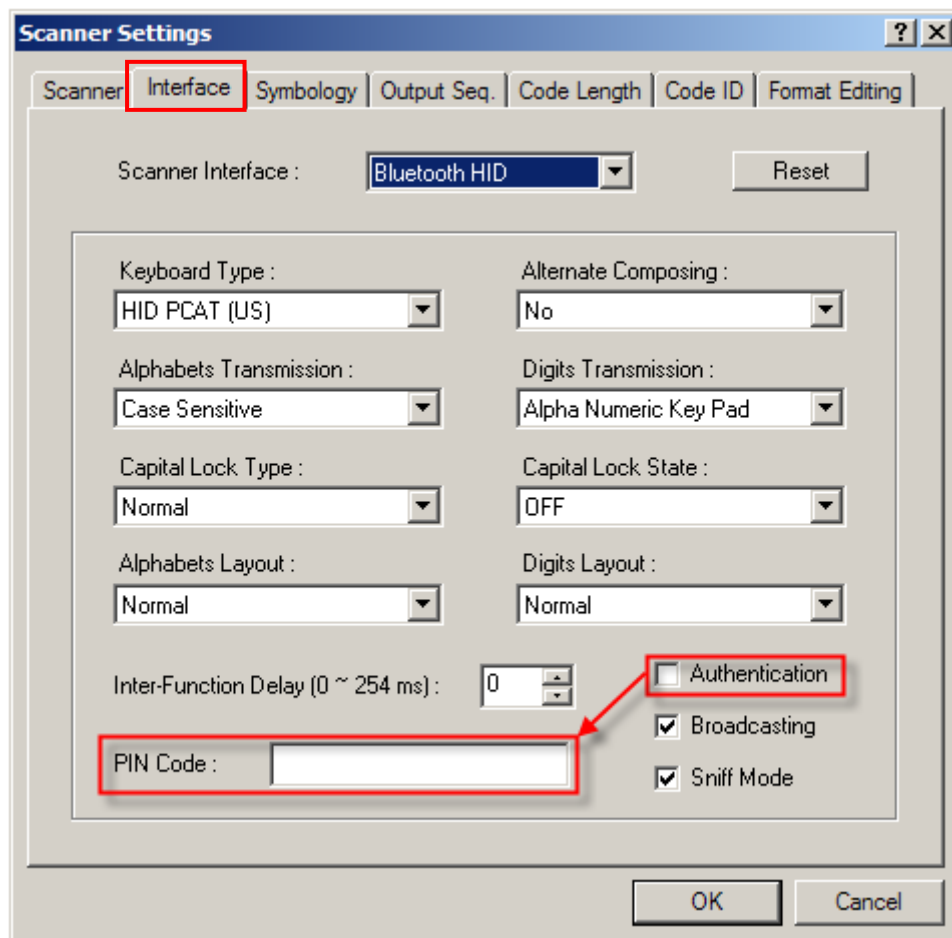 Scanner Settings
Scanner Interface Symbology Output Seq. Code Length Code ID Format Editing
Scanner Interface : Bluetooth HID Reset
Keyboard Type : Alternate Composing :
HID PCAT (US) No
Alphabets Transmission : Digits Transmission :
Case Sensitive Alpha Numeric Key Pad
Capital Lock Type : Capital Lock State :
Normal OFF
Alphabets Layout : Digits Layout :
Normal Normal
Inter-Function Delay (0 ~ 254 ms) : 0 Authentication
Broadcasting
PIN Code :
Sniff Mode
OK Cancel